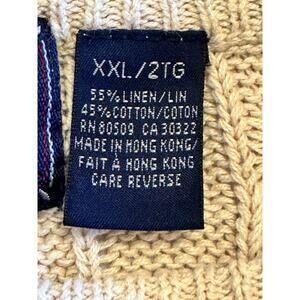 XXL/2TG
55% LINEN/LIN
45% COTTON/COTON
RN 80509 CA 30322
MADE IN HONG KONG/
FAIT À HONG KONG
CARE REVERSE